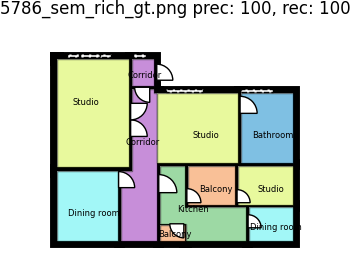 5786_sem_rich_gt.png prec: 100, rec: 100
Corridor
Studio
Studio
Bathroom
Corridor
Balcony
Studio
Dining room
Kitchen
Dining room
Balcony